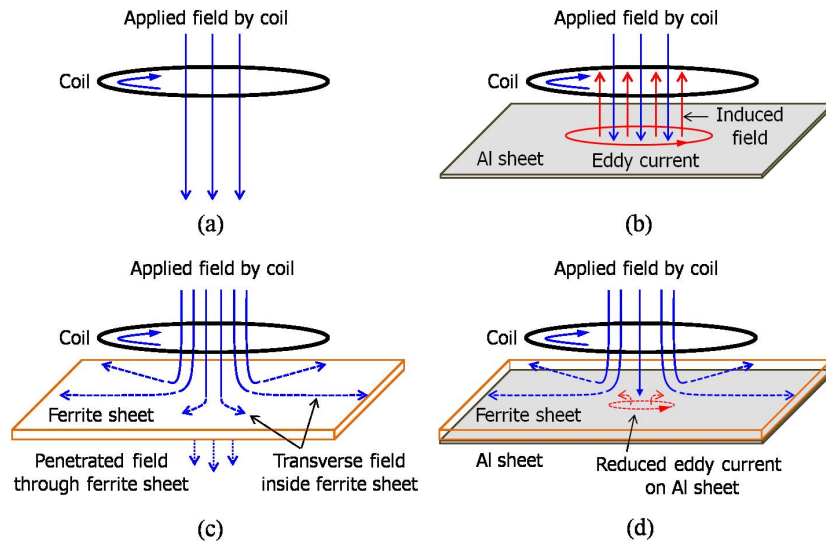 Applied field by coil
Coil
(a)
Applied field by coil
Induced
field
Al sheet
Eddy current
(b)
Applied field by coil
Coil
Ferrite sheet
Penetrated field
through ferrite sheet
Transverse field
inside ferrite sheet
(c)
Applied field by coil
Coil
Ferrite sheet
Al sheet
Reduced eddy current
on Al sheet
(d)